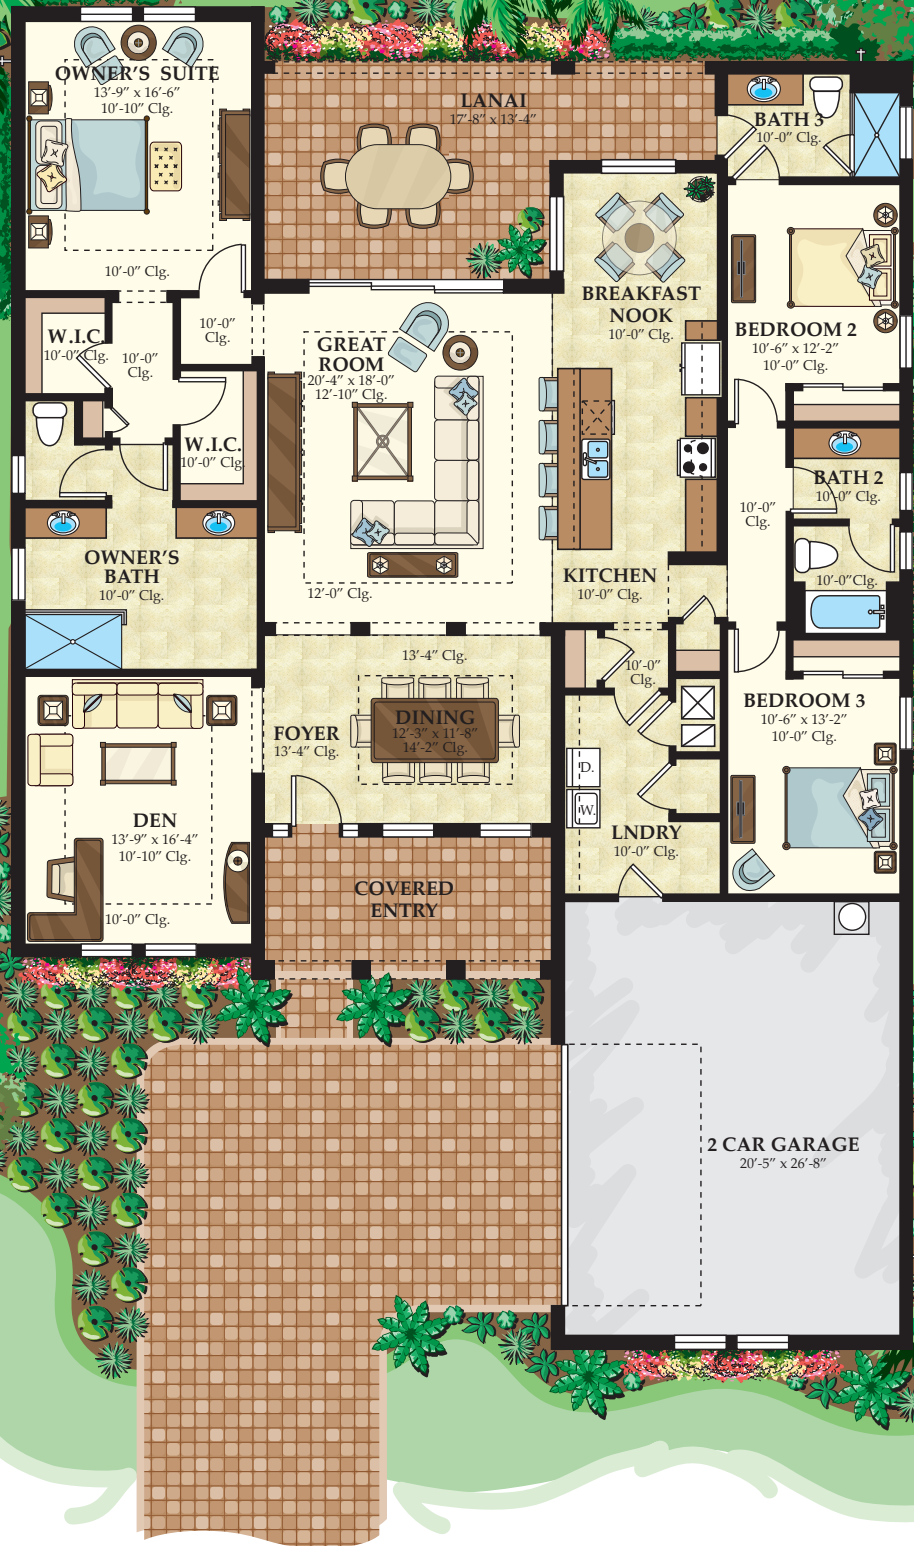 OWNER'S SUITE
13'-9" x 16'-6"
10'-10" Clg.
10'-0" Clg.
LANAI
17'-8" x 13'-4"
BATH 3
10'-0" Clg.
BREAKFAST
NOOK
10'-0" Clg.
BEDROOM 2
10'-6" x 12'-2"
10'-0" Clg.
W.I.C.
10'-0" Clg.
10'-0"
Clg.
10'-0"
Clg.
GREAT
ROOM
20'-4" x 18'-0"
12'-10" Clg.
12'-0" Clg.
W.I.C.
10'-0" Clg.
BATH 2
10'-0" Clg.
10'-0"
Clg.
10'-0"Clg.
OWNER'S
BATH
10'-0" Clg.
KITCHEN
10'-0" Clg.
10'-0"
Clg.
13'-4" Clg.
FOYER
13'-4" Clg.
DINING
12'-3" x 11'-8"
14'-2" Clg.
BEDROOM 3
10'-6" x 13'-2"
10'-0" Clg.
D.
W.
LNDRY
10'-0" Clg.
DEN
13'-9" x 16'-4"
10'-10" Clg.
10'-0" Clg.
COVERED
ENTRY
2 CAR GARAGE
20'-5" x 26'-8"